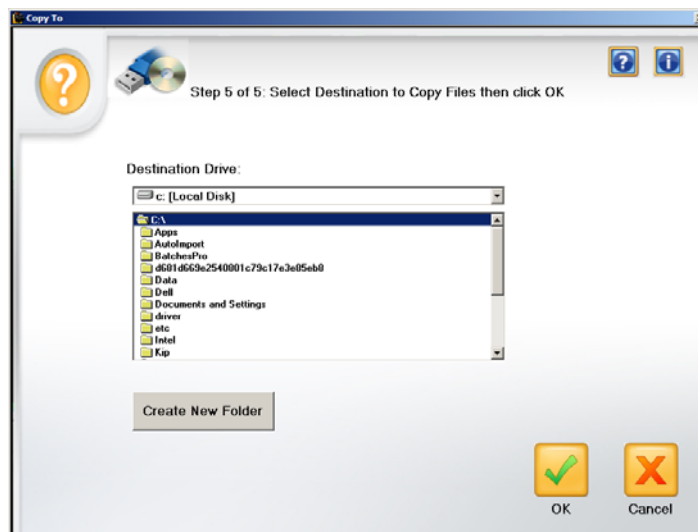 Copy To
Step 5 of 5: Select Destination to Copy Files then click OK
Destination Drive:
c: [Local Disk]
C:\
Apps
AutoImport
BatchesPro
d681d669e2540001c79c17e3e05eb0
Data
Dell
Documents and Settings
driver
etc
Intel
Kip
Create New Folder
OK
Cancel